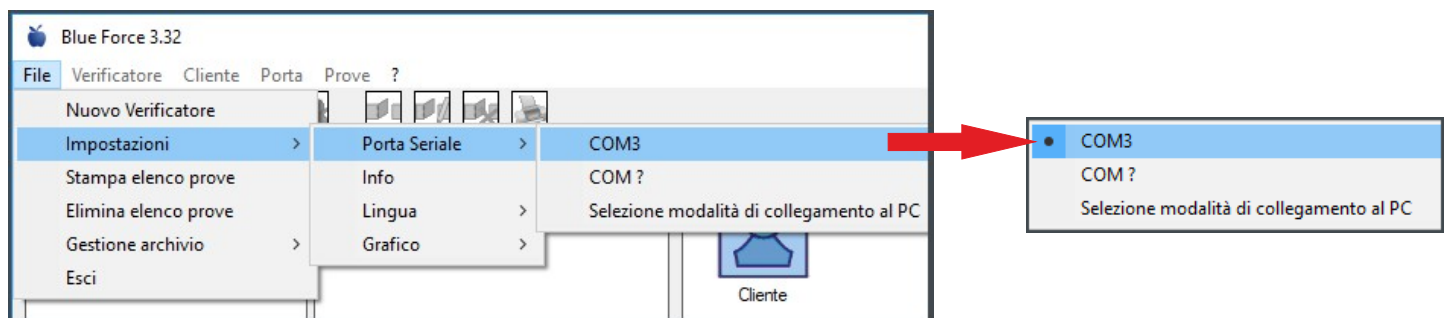 Blue Force 3.32
File Verificatore Cliente Porta Prove ?
Nuovo Verificatore
Impostazioni
Stampa elenco prove
Elimina elenco prove
Gestione archivio
Esci
Porta Seriale
Info
Lingua
Grafico
COM3
COM ?
Selezione modalità di collegamento al PC
Cliente
COM3
COM ?
Selezione modalità di collegamento al PC